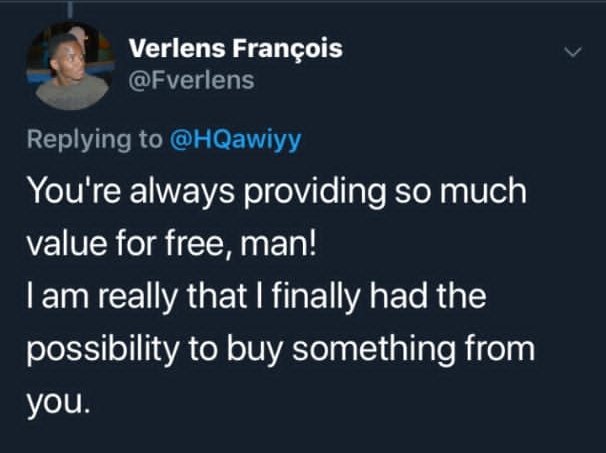 Verlens François
@Fverlens
Replying to @HQawiyy
You're always providing so much
value for free, man!
I am really that I finally had the
possibility to buy something from
you.